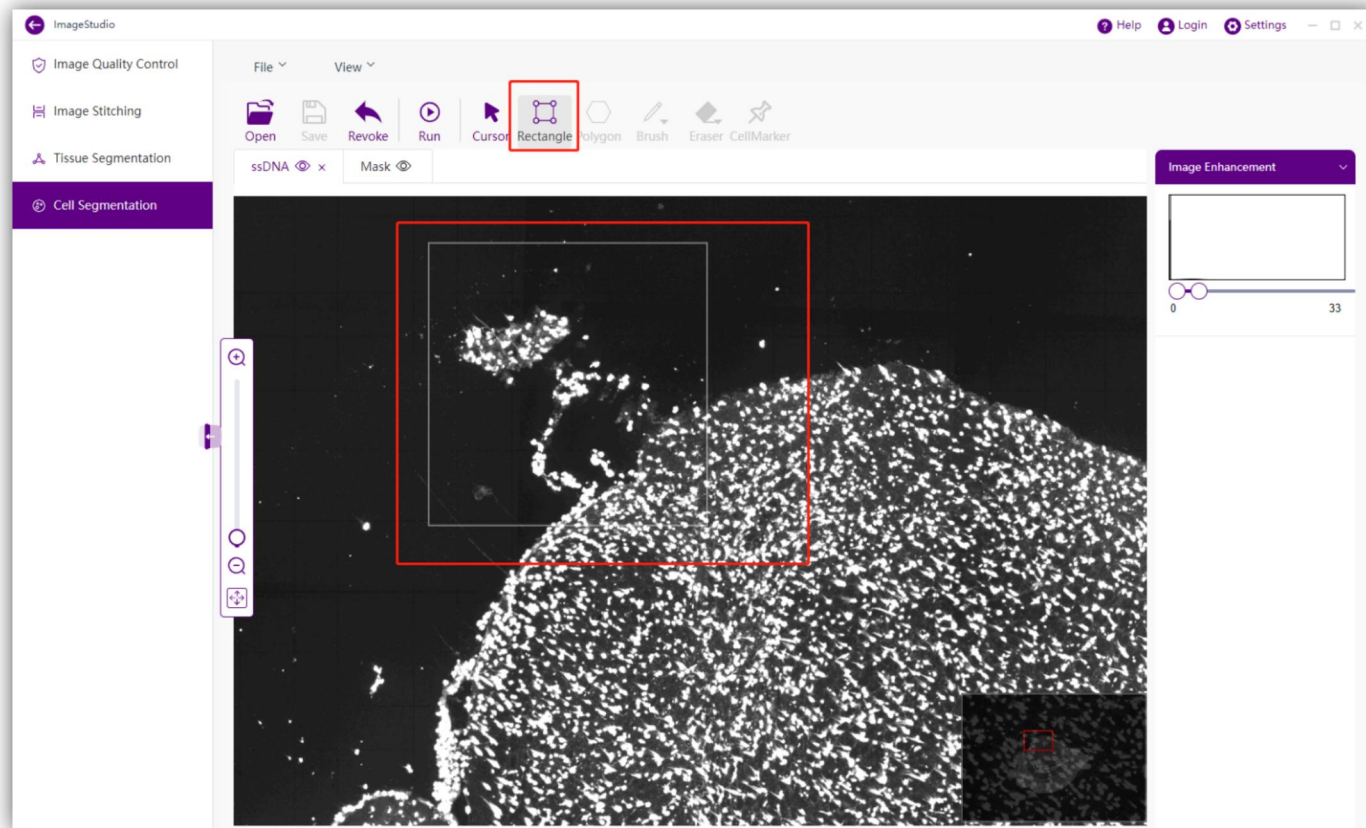 ImageStudio
Help Login Settings
Image Quality Control
Image Stitching
Tissue Segmentation
Cell Segmentation
File View
Open Save Revoke Run Cursor Rectangle olygon Brush Eraser CellMarker
ssDNA × Mask
Image Enhancement
0 33